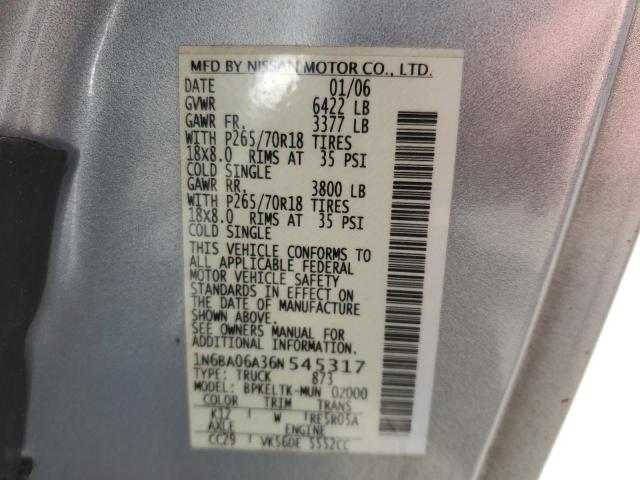 MFD BY NISSAN MOTOR CO., LTD.
DATE 01/06
GVWR 6422 LB
GAWR FR. 3377 LB
WITH P265/70R18 TIRES
18X8.0 RIMS AT 35 PSI
COLD SINGLE
GAWR RR. 3800 LB
WITH P265/70R18 TIRES
18X8.0 RIMS AT 35 PSI
COLD SINGLE
THIS VEHICLE CONFORMS TO
ALL APPLICABLE FEDERAL
MOTOR VEHICLE SAFETY
STANDARDS IN EFFECT ON
THE DATE OF MANUFACTURE
SHOWN ABOVE.
SEE OWNERS MANUAL FOR
ADDITIONAL INFORMATION.
1N6BA06A36N545317
TYPE: TRUCK 873
MODEL: BPKELTK-MUN 02000
COLOR TRIM TRANS
K12 W RE5R05A
AXLE ENGINE
CC29 VK56DE 5552CC